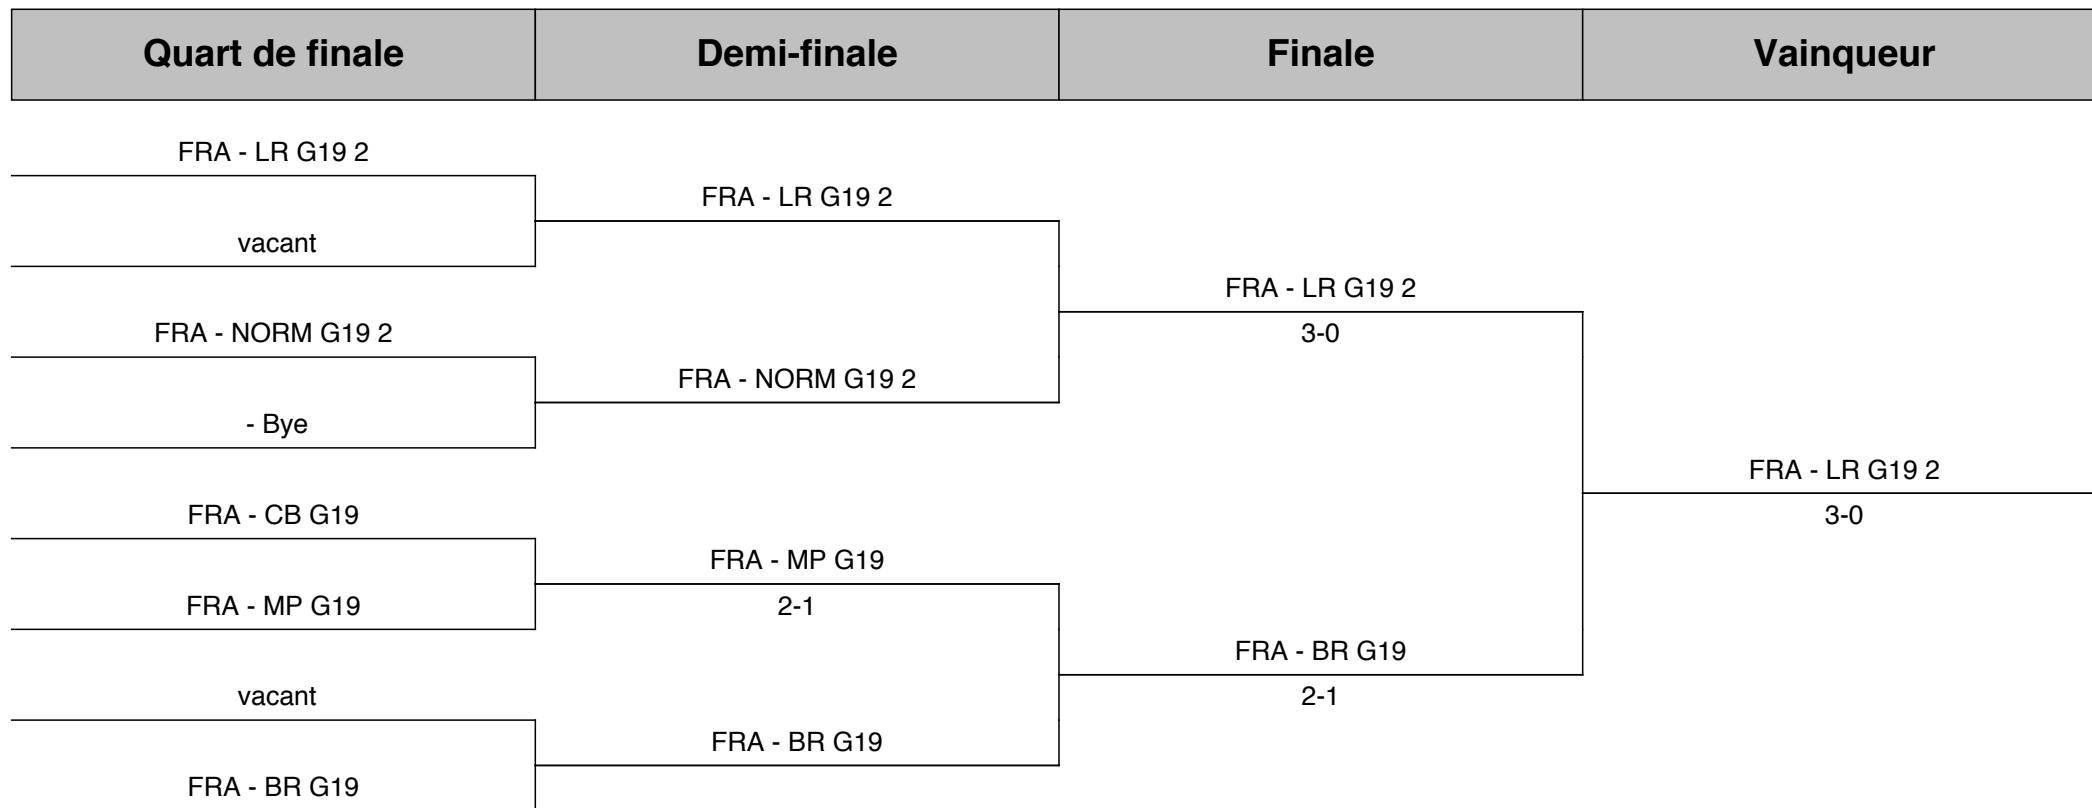 Quart de finale
Demi-finale
Finale
Vainqueur
FRA - LR G19 2
FRA - LR G19 2
vacant
FRA - LR G19 2
FRA - NORM G19 2
3-0
FRA - NORM G19 2
- Bye
FRA - LR G19 2
FRA - CB G19
3-0
FRA - MP G19
FRA - MP G19
2-1
FRA - BR G19
vacant
2-1
FRA - BR G19
FRA - BR G19